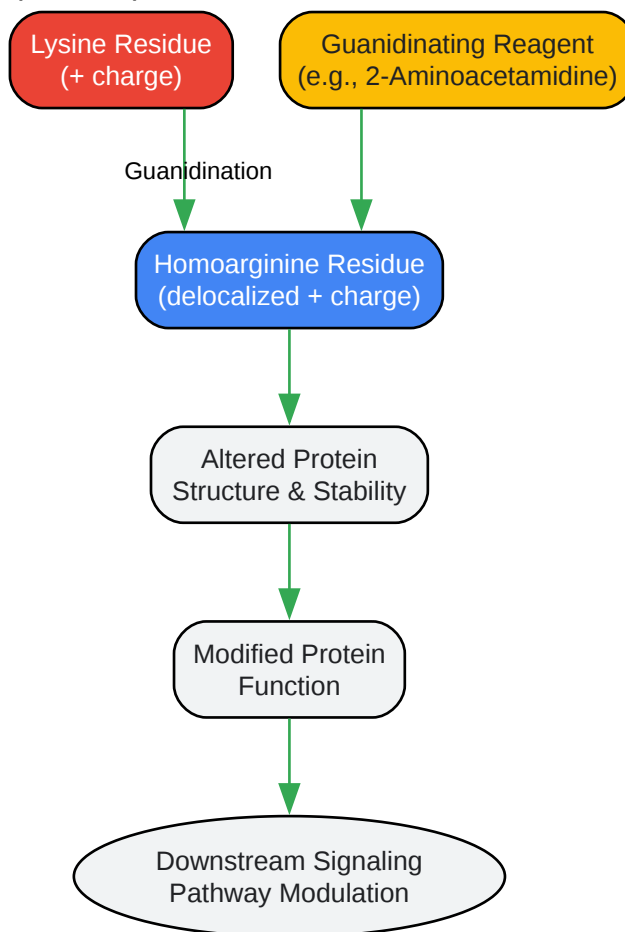 Lysine Residue
(+ charge)
Guanidinating Reagent
(e.g., 2-Aminoacetamidine)
Guanidination
Homoarginine Residue
(delocalized + charge)
Altered Protein
Structure & Stability
Modified Protein
Function
Downstream Signaling
Pathway Modulation